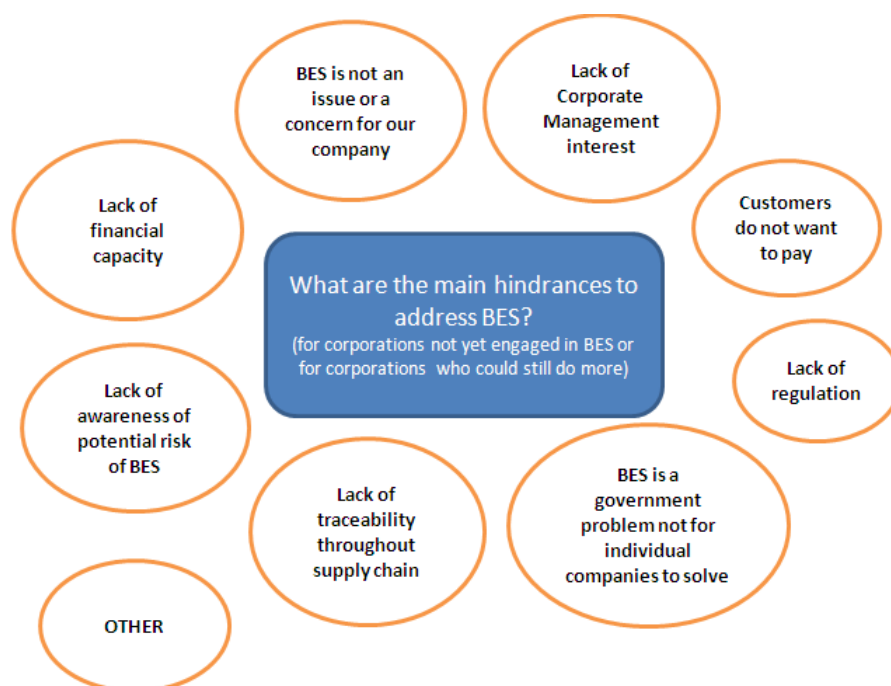 BES is not an
issue or a
concern for our
company
Lack of
Corporate
Management
interest
Lack of
financial
capacity
Customers
do not want
to pay
What are the main hindrances to
address BES?
(for corporations not yet engaged in BES or
for corporations who could still do more)
Lack of
regulation
Lack of
awareness of
potential risk
of BES
Lack of
traceability
throughout
supply chain
BES is a
government
problem not for
individual
companies to solve
OTHER